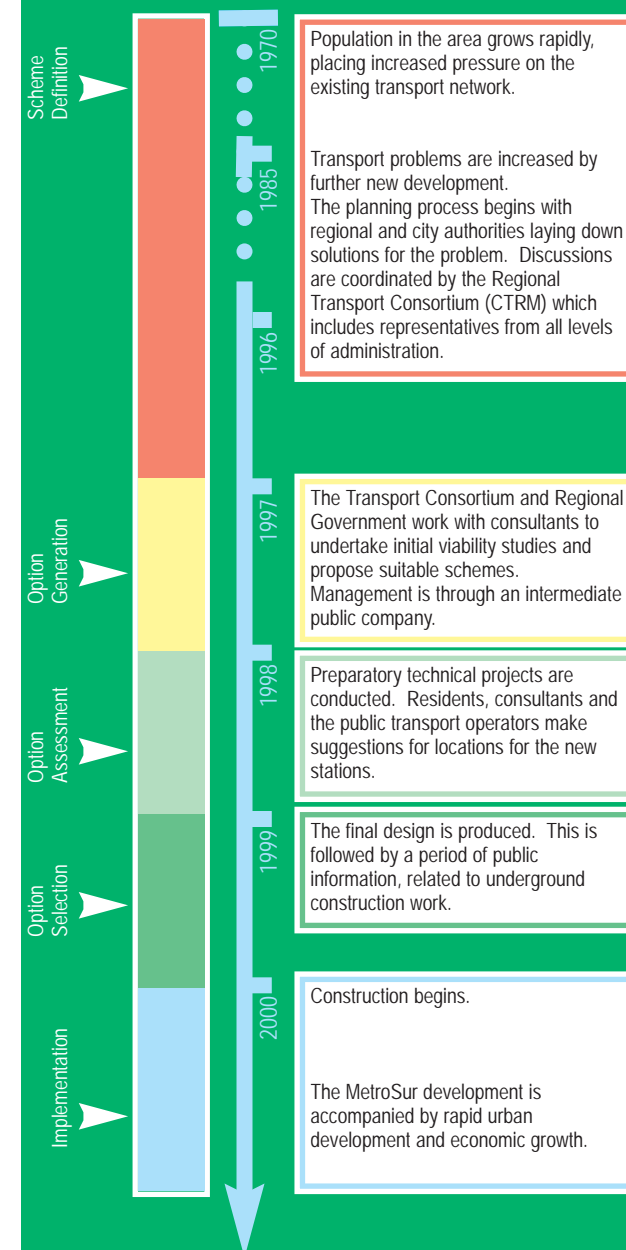 Scheme
Definition
1970
Population in the area grows rapidly,
placing increased pressure on the
existing transport network.
1985
Transport problems are increased by
further new development.
The planning process begins with
regional and city authorities laying down
solutions for the problem. Discussions
are coordinated by the Regional
Transport Consortium (CTRM) which
includes representatives from all levels
of administration.
1996
Option
Generation
1997
The Transport Consortium and Regional
Government work with consultants to
undertake initial viability studies and
propose suitable schemes.
Management is through an intermediate
public company.
Option
Assessment
1998
Preparatory technical projects are
conducted. Residents, consultants and
the public transport operators make
suggestions for locations for the new
stations.
Option
Selection
1999
The final design is produced. This is
followed by a period of public
information, related to underground
construction work.
Implementation
2000
Construction begins.
The MetroSur development is
accompanied by rapid urban
development and economic growth.